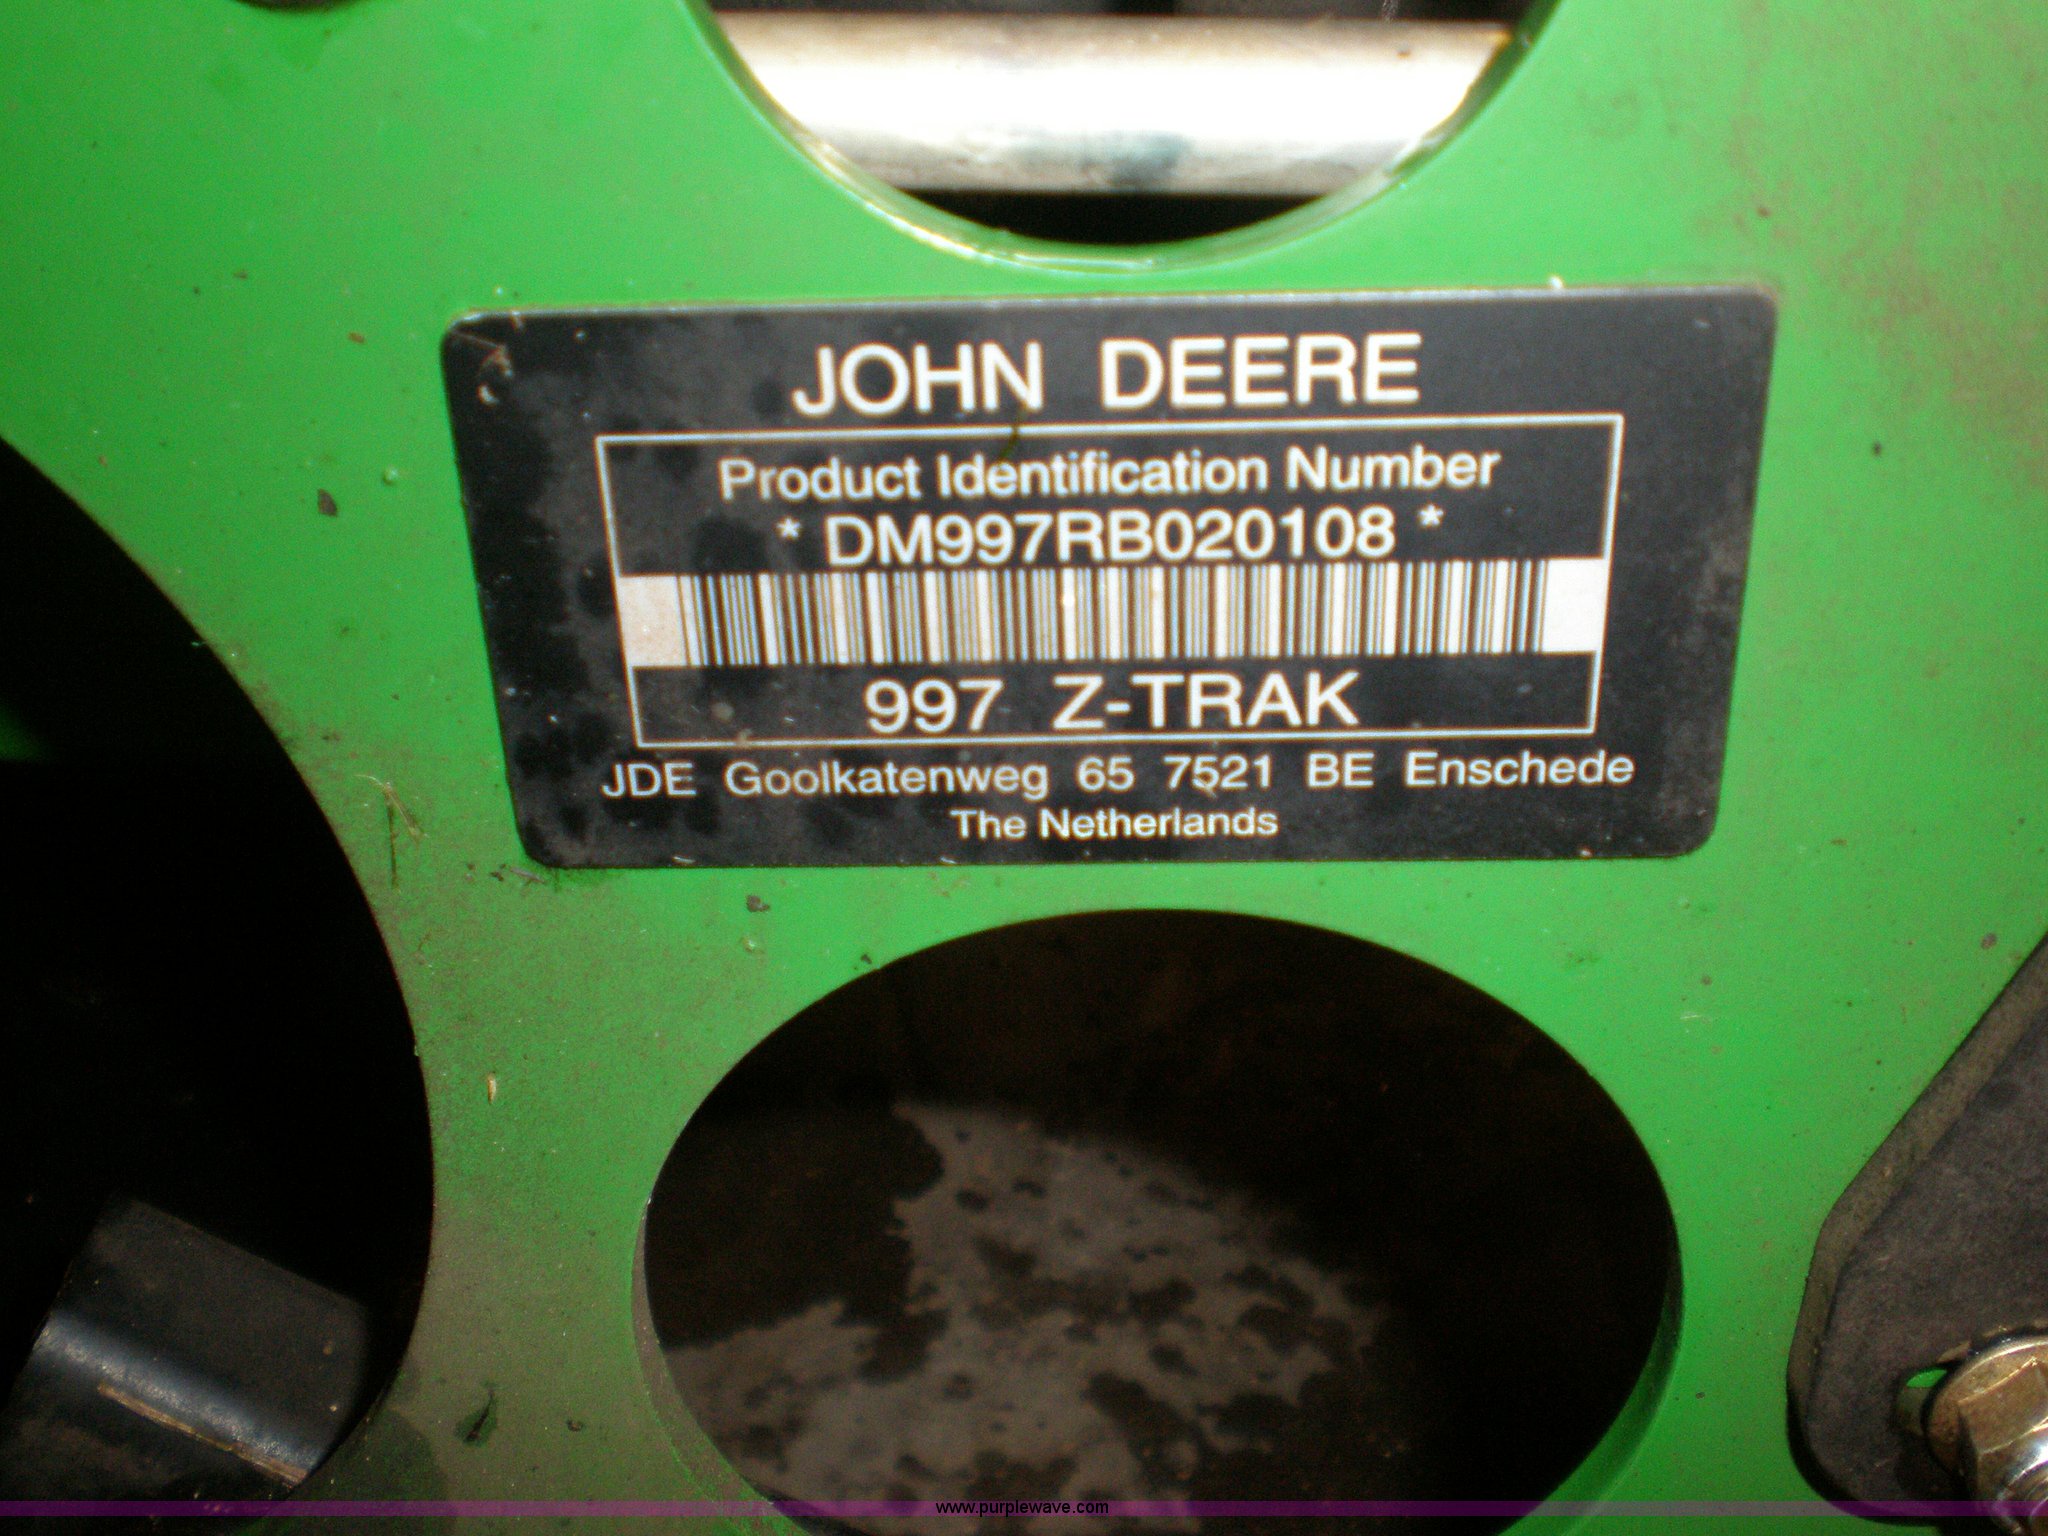 JOHN DEERE
Product Identification Number
* DM997RB020108 *
997 Z-TRAK
JDE Goolkatenweg 65 7521 BE Enschede
The Netherlands
www.purplewave.com